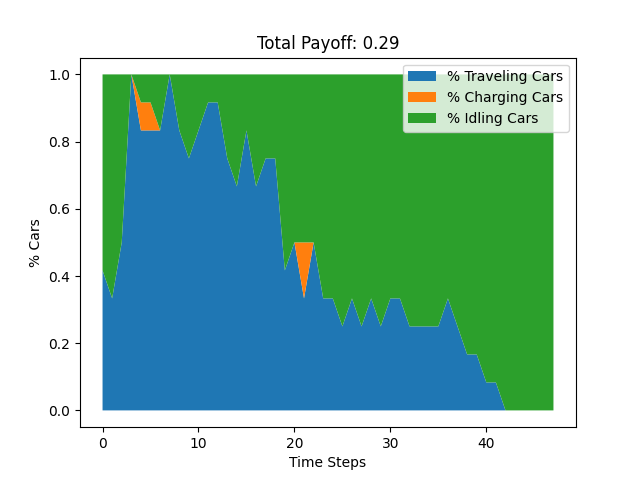 Total Payoff: 0.29
% Traveling Cars
% Charging Cars
% Idling Cars
1.0
0.8
0.6
0.4
0.2
0.0
% Cars
0 10 20 30 40
Time Steps